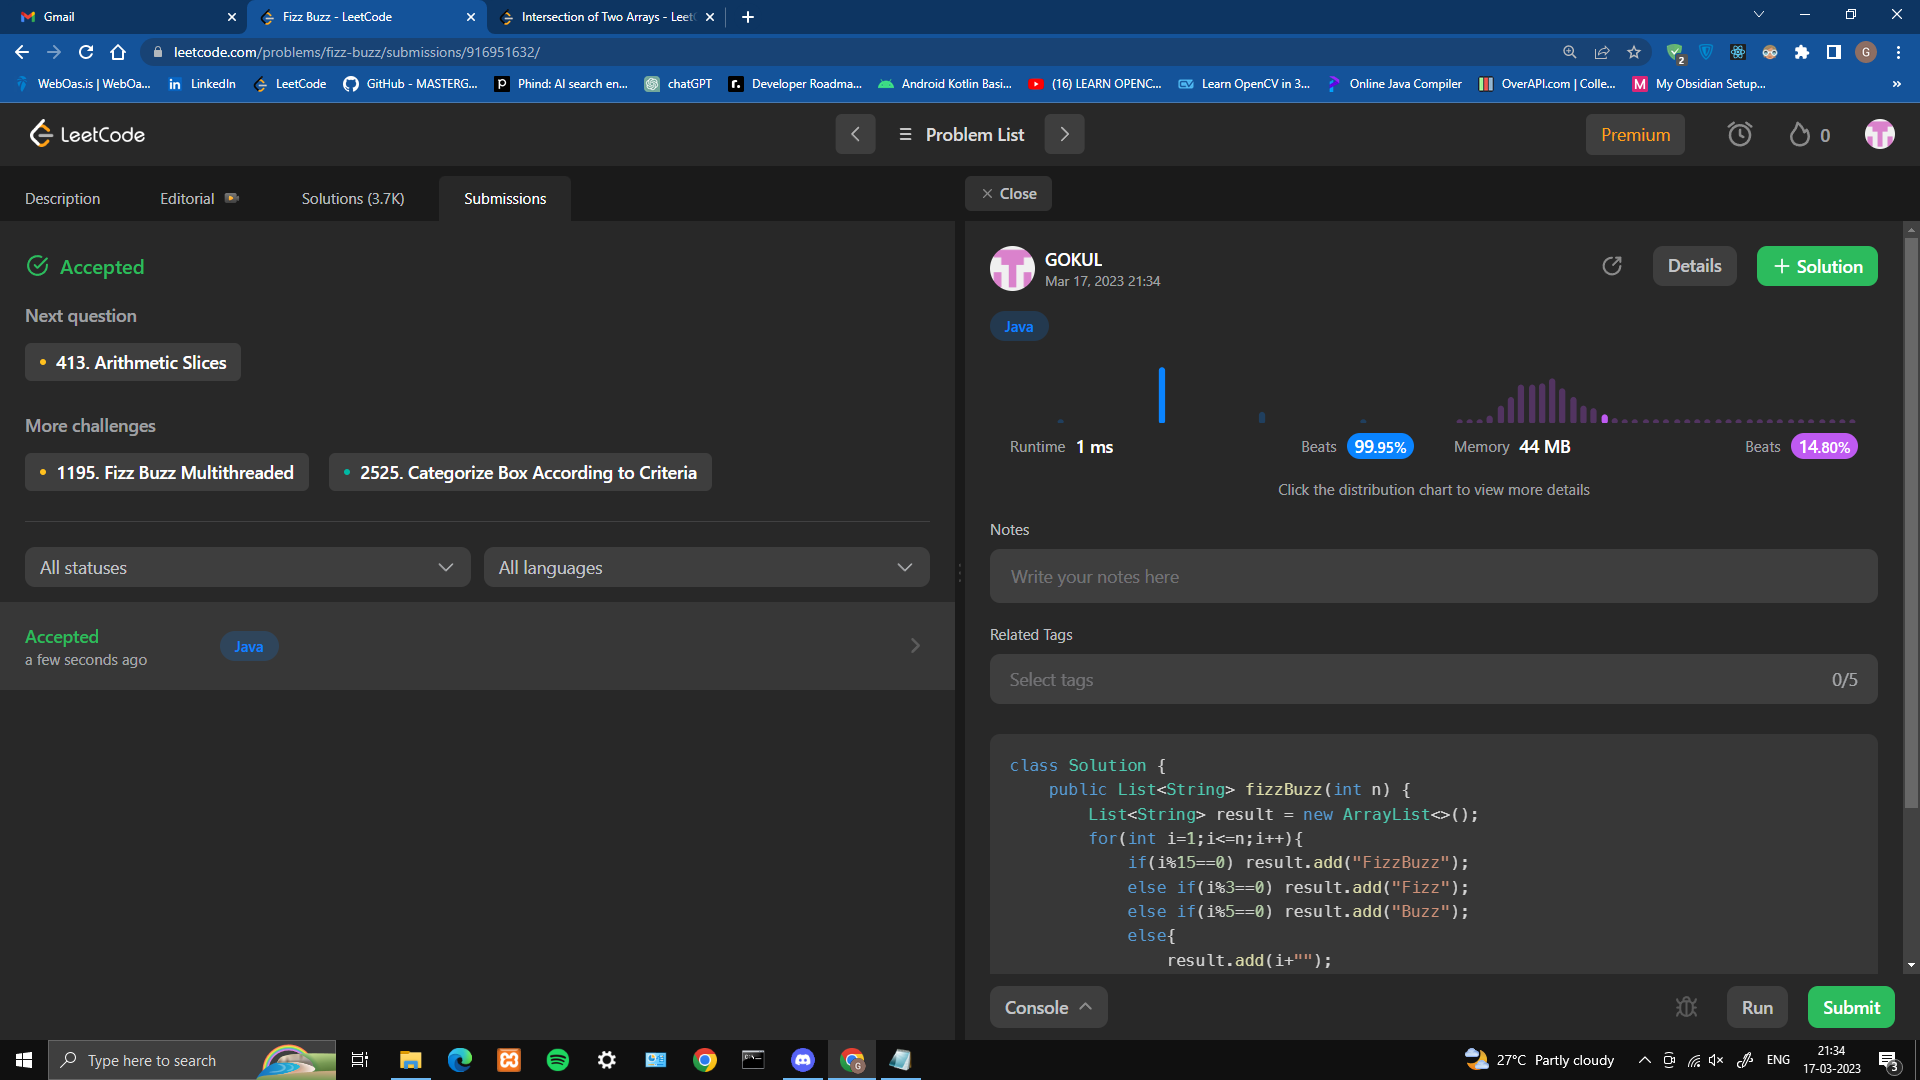 Gmail
Fizz Buzz - LeetCode
Intersection of Two Arrays - Leet
leetcode.com/problems/fizz-buzz/submissions/916951632/
2
G
WebOas.is | WebOa...
LinkedIn
LeetCode
GitHub - MASTERG...
Phind: AI search en...
chatGPT
Developer Roadma...
Android Kotlin Basi...
(16) LEARN OPENC...
Learn OpenCV in 3...
Online Java Compiler
OverAPI.com | Colle...
My Obsidian Setup...
»
LeetCode
Problem List
Premium
0
Description
Editorial
Solutions (3.7K)
Submissions
Close
Accepted
Next question
413. Arithmetic Slices
More challenges
1195. Fizz Buzz Multithreaded
2525. Categorize Box According to Criteria
All statuses
All languages
Accepted
a few seconds ago
Java
GOKUL
Mar 17, 2023 21:34
Details
+ Solution
Java
Runtime 1 ms
Beats 99.95%
Memory 44 MB
Beats 14.80%
Click the distribution chart to view more details
Notes
Write your notes here
Related Tags
Select tags
0/5
class Solution {
public List<String> fizzBuzz(int n) {
List<String> result = new ArrayList<>();
for(int i=1;i<=n;i++){
if(i%15==0) result.add("FizzBuzz");
else if(i%3==0) result.add("Fizz");
else if(i%5==0) result.add("Buzz");
else{
result.add(i+"");
Console
Run
Submit
Type here to search
27°C Partly cloudy
ENG
21:34
17-03-2023
3